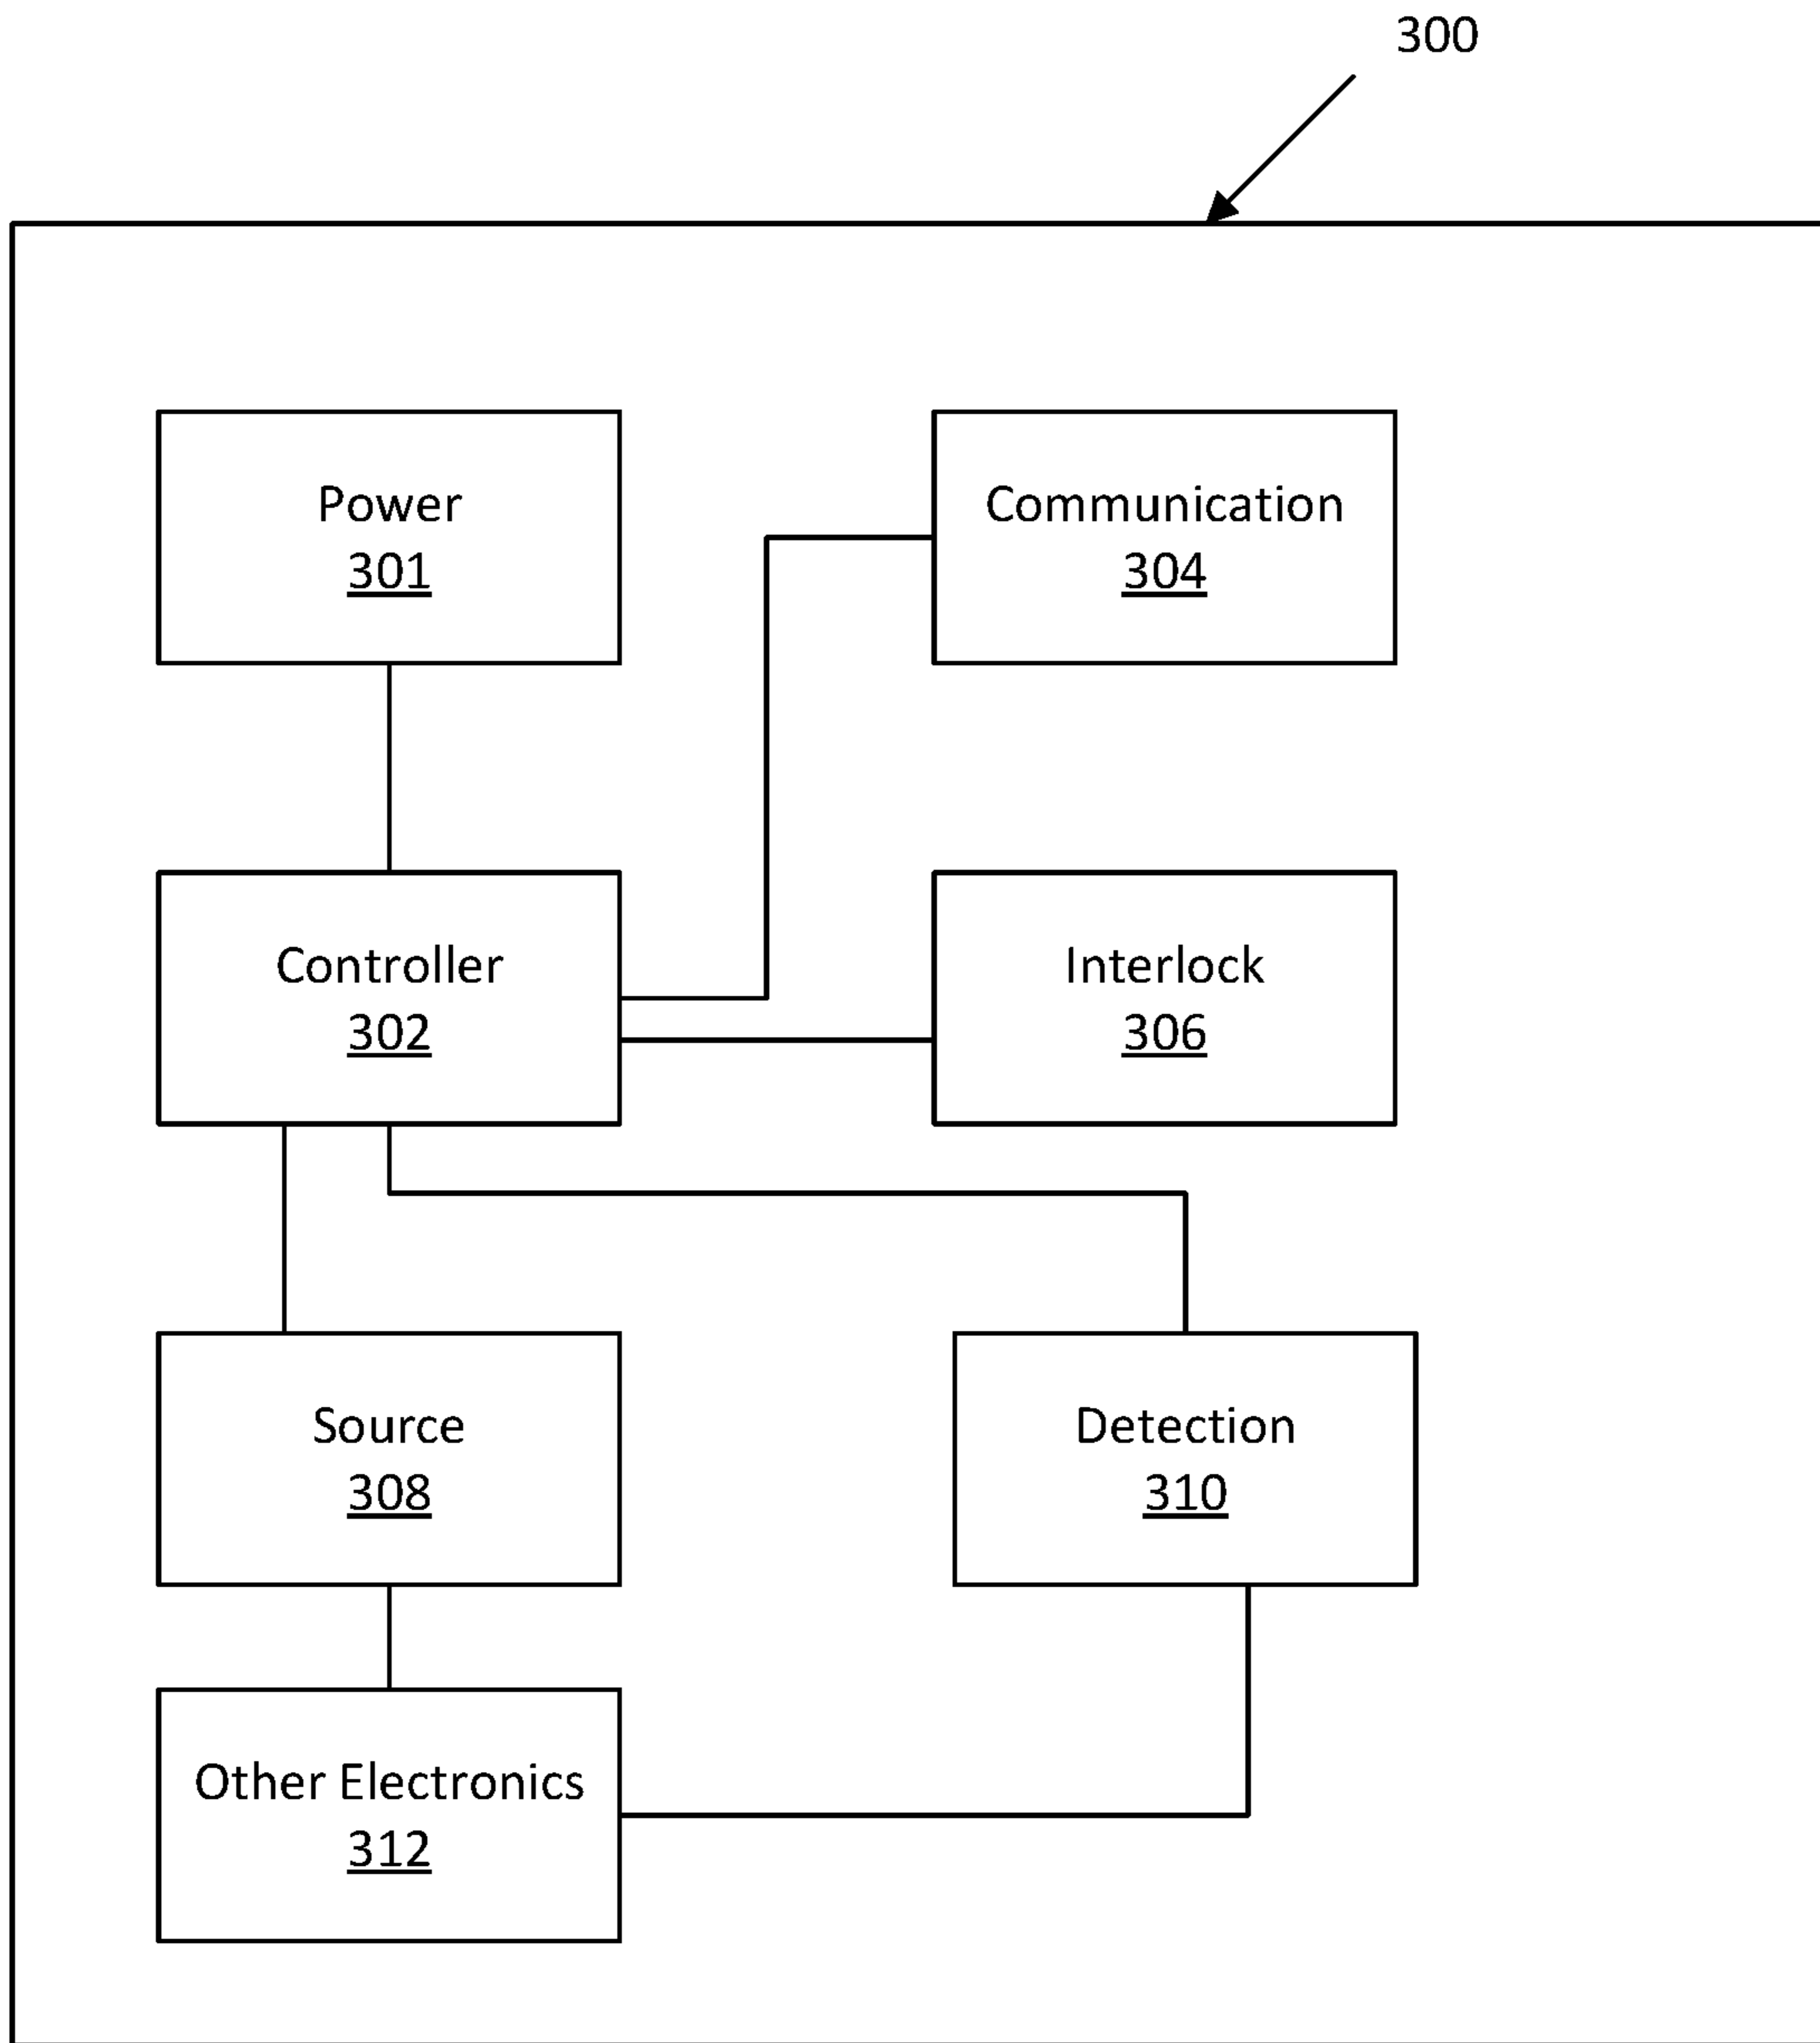 300
Power
301
Communication
304
Controller
302
Interlock
306
Source
308
Detection
310
Other Electronics
312